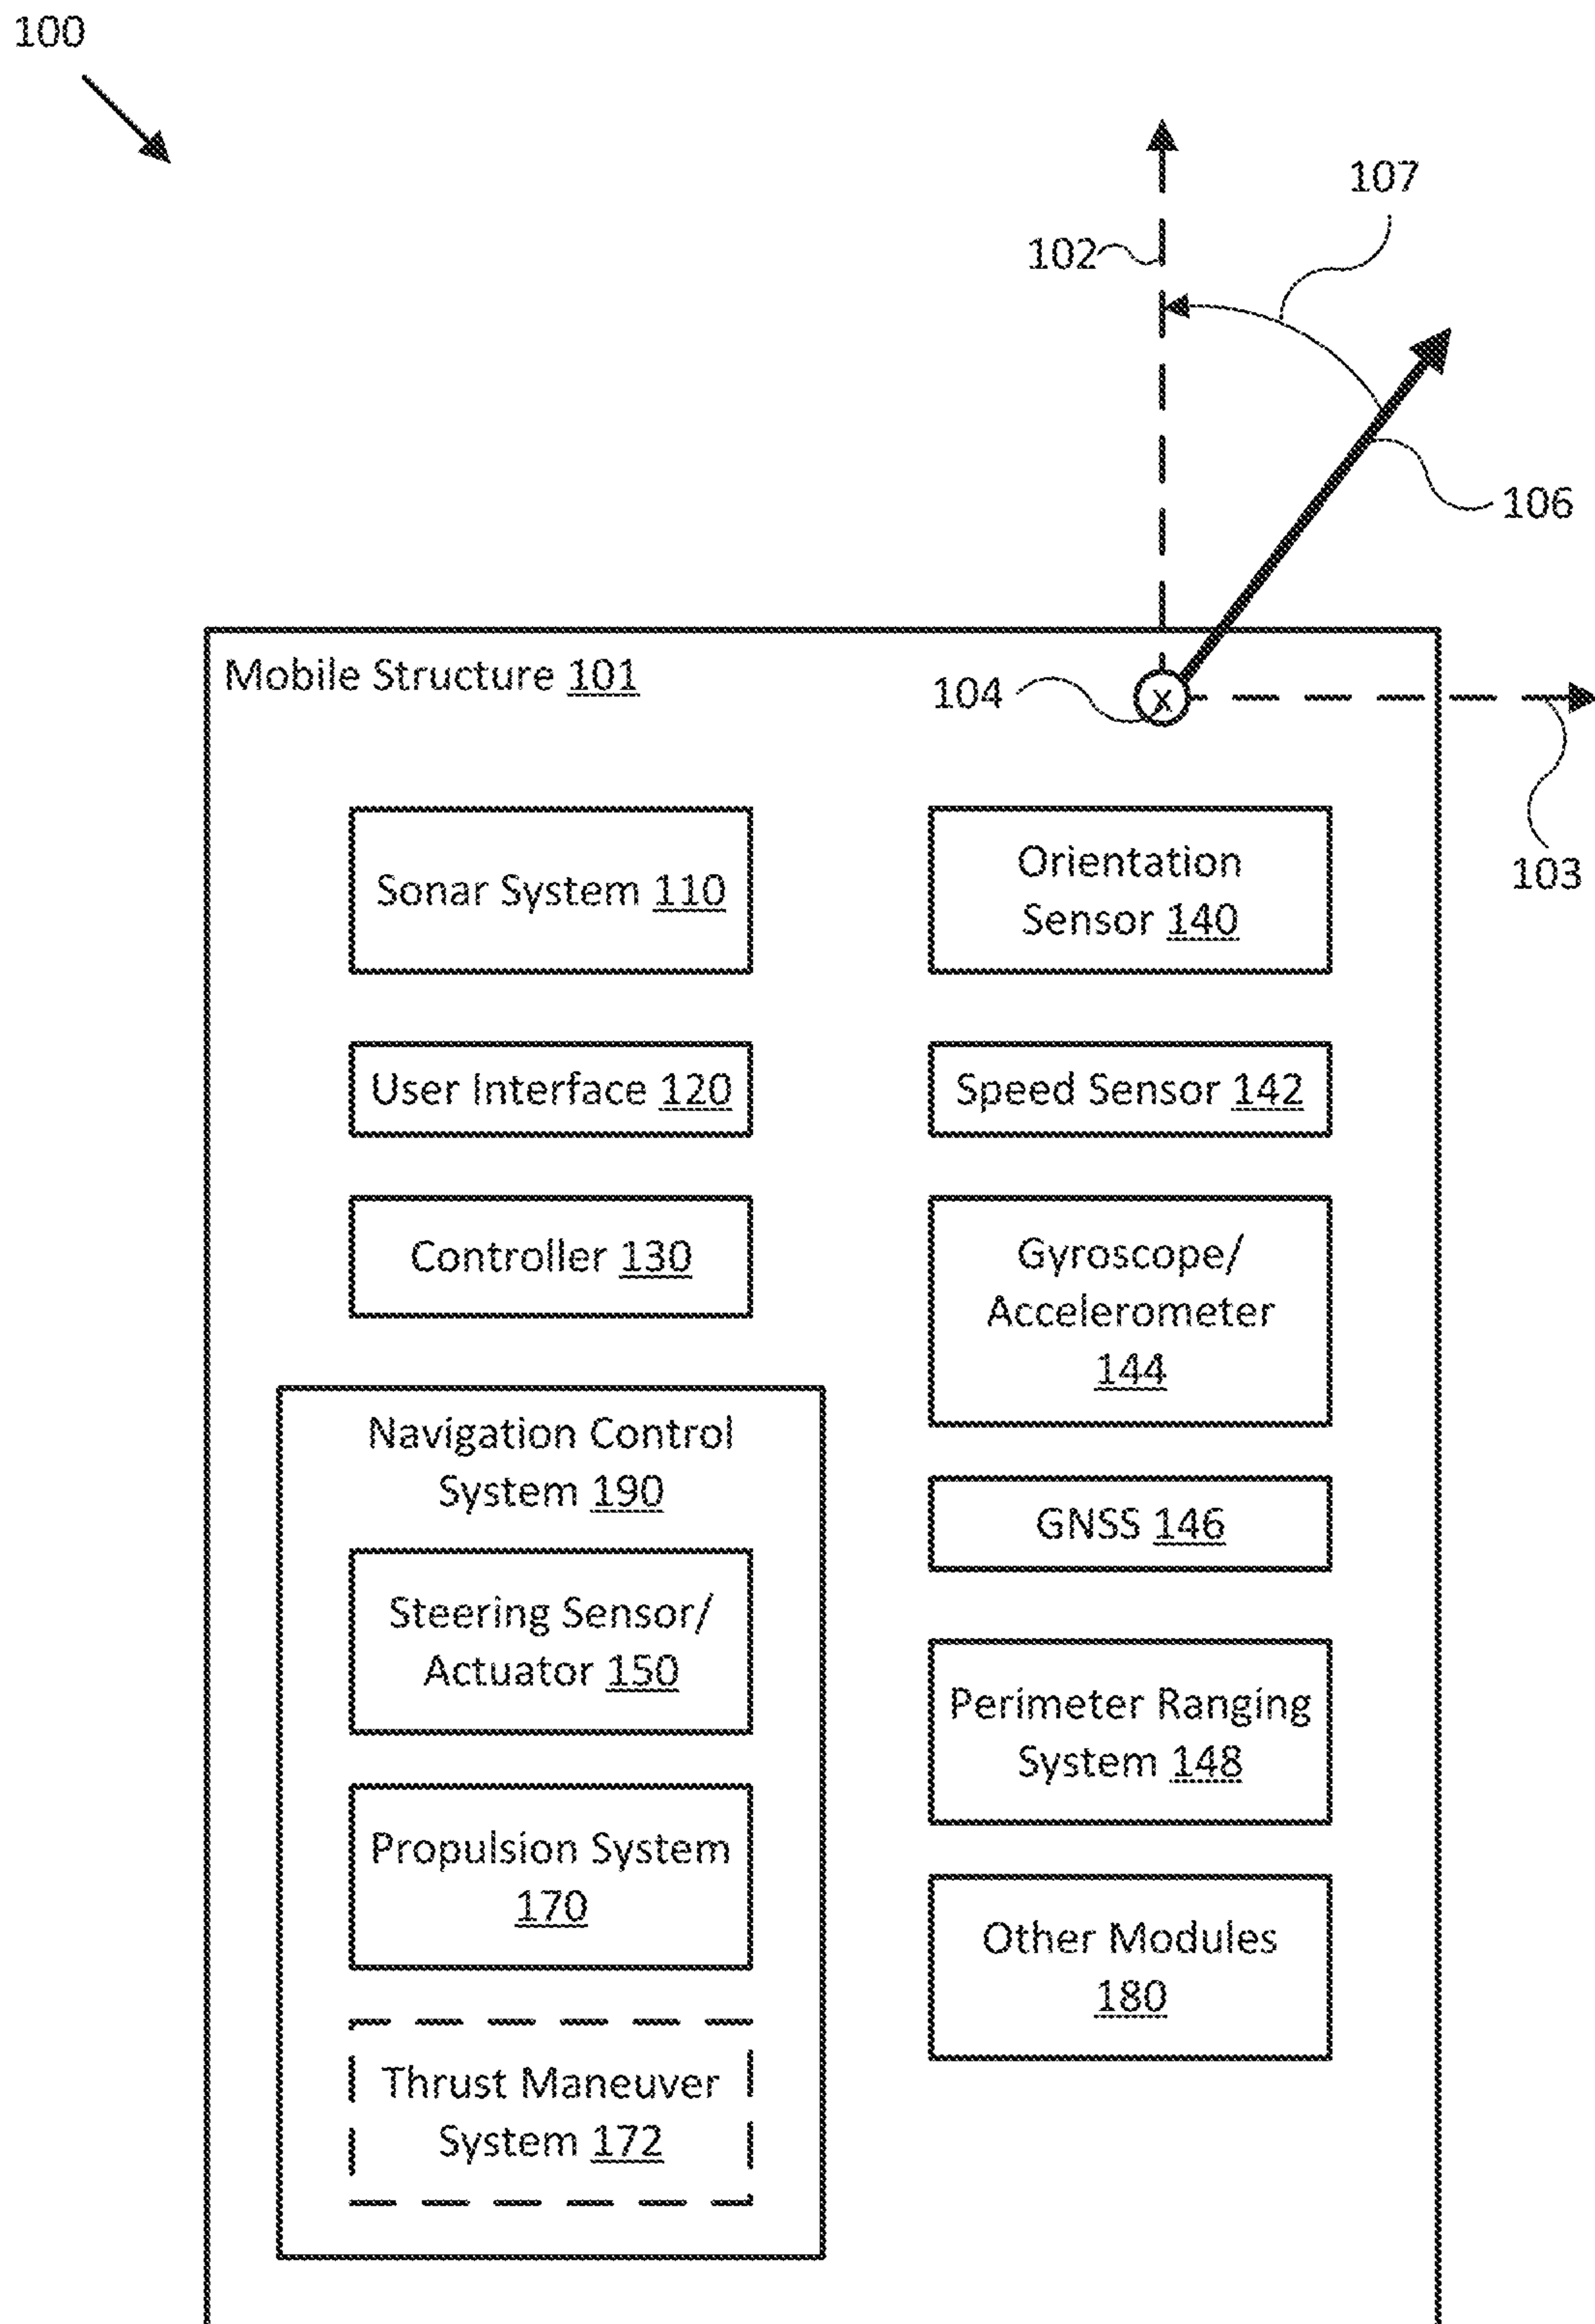 100
107
102
106
Mobile Structure 101
104
x
103
Sonar System 110
Orientation
Sensor 140
User Interface 120
Speed Sensor 142
Controller 130
Gyroscope/
Accelerometer
144
Navigation Control
System 190
Steering Sensor/
Actuator 150
Propulsion System
170
Thrust Maneuver
System 172
GNSS 146
Perimeter Ranging
System 148
Other Modules
180